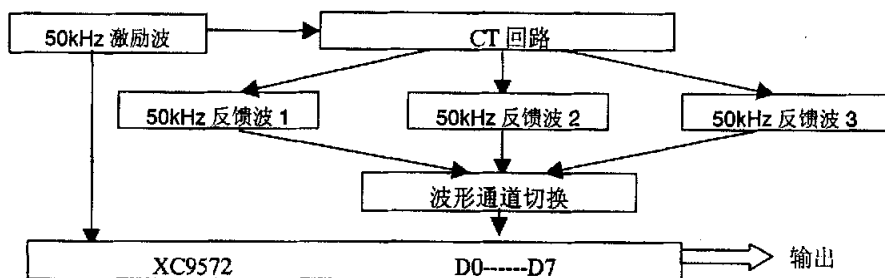 50kHz 激励波
CT 回路
50kHz 反馈波 1
50kHz 反馈波 2
50kHz 反馈波 3
波形通道切换
XC9572 D0------D7
输出